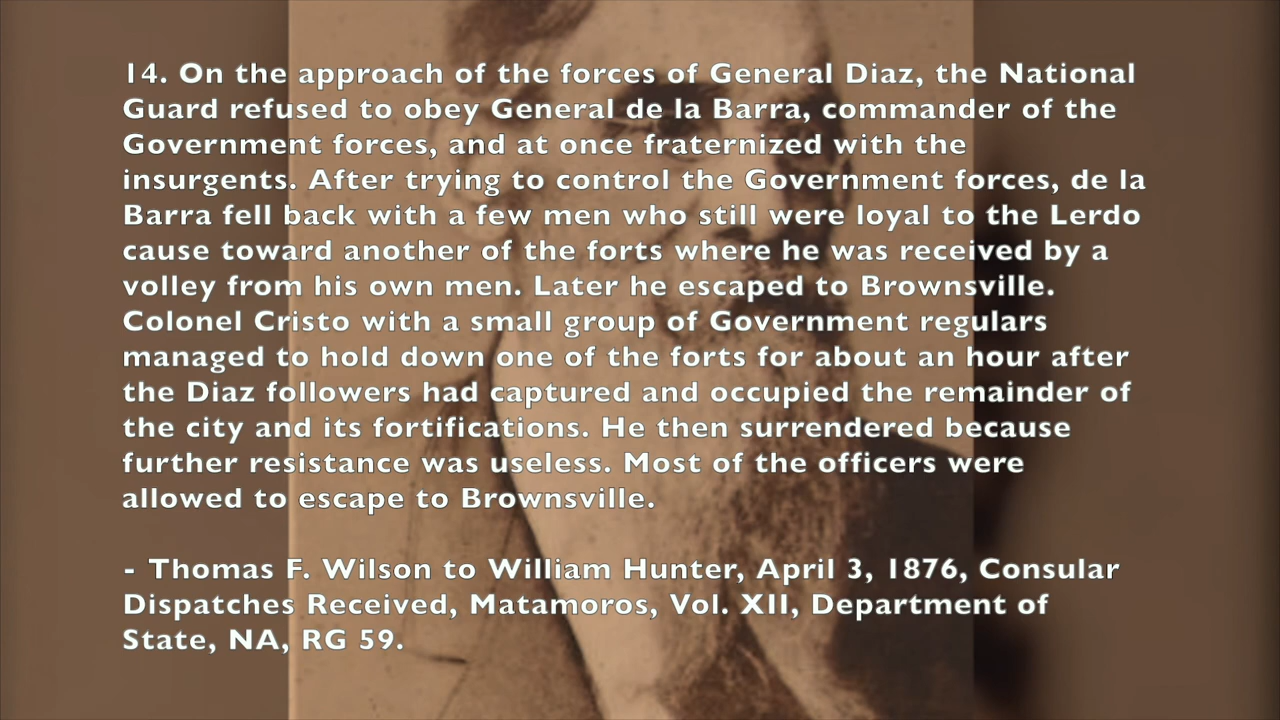 14. On the approach of the forces of General Diaz, the National
Guard refused to obey General de la Barra, commander of the
Government forces, and at once fraternized with the
insurgents. After trying to control the Government forces, de la
Barra fell back with a few men who still were loyal to the Lerdo
cause toward another of the forts where he was received by a
volley from his own men. Later he escaped to Brownsville.
Colonel Cristo with a small group of Government regulars
managed to hold down one of the forts for about an hour after
the Diaz followers had captured and occupied the remainder of
the city and its fortifications. He then surrendered because
further resistance was useless. Most of the officers were
allowed to escape to Brownsville.
- Thomas F. Wilson to William Hunter, April 3, 1876, Consular
Dispatches Received, Matamoros, Vol. XII, Department of
State, NA, RG 59.